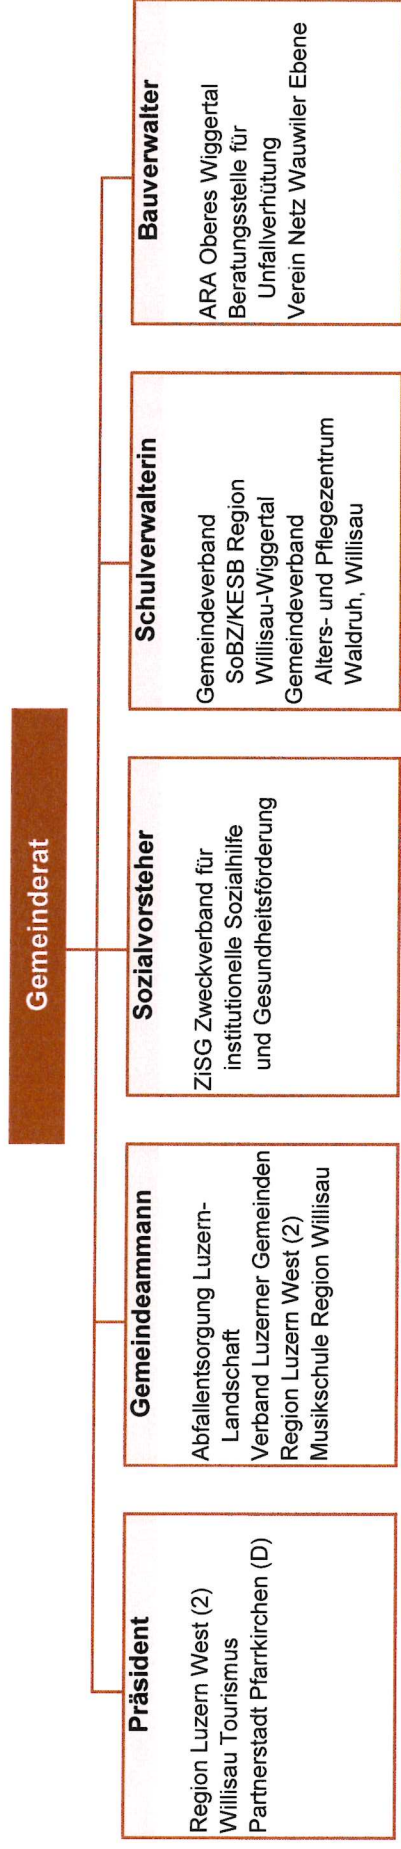 Gemeinderat
Präsident
Region Luzern West (2)
Willisau Tourismus
Partnerstadt Pfarrkirchen (D)
Gemeindeammann
Abfallentsorgung Luzern-
Landschaft
Verband Luzerner Gemeinden
Region Luzern West (2)
Musikschule Region Willisau
Sozialvorsteher
ZiSG Zweckverband für
institutionelle Sozialhilfe
und Gesundheitsförderung
Schulverwalterin
Gemeindeverband
SoBZ/KESB Region
Willisau-Wiggertal
Gemeindeverband
Alters- und Pflegezentrum
Waldruh, Willisau
Bauverwalter
ARA Oberes Wiggertal
Beratungsstelle für
Unfallverhütung
Verein Netz Wauwiler Ebene